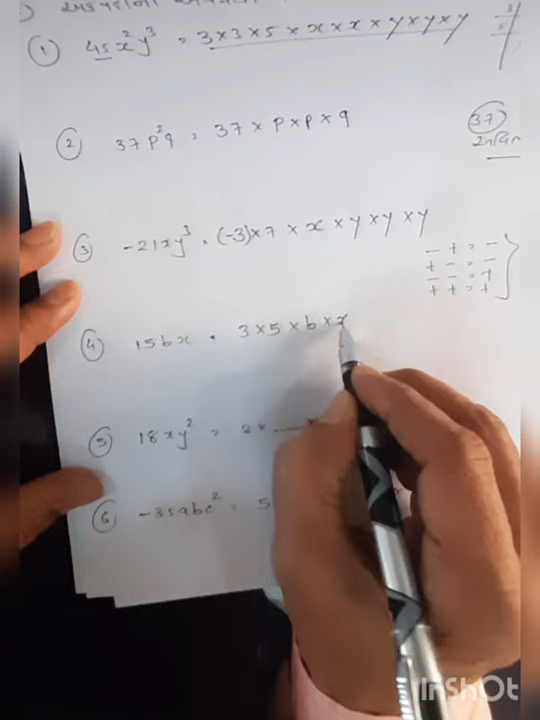 ① 45x²y³ = 3×3×5×x×x×y×y×y
② 37p²q = 37×p×p×q
37
③ -21xy³ = (-3)×7×x×y×y×y
- + = -
+ - = -
- - = +
+ + = +
④ 15bx = 3×5×b×x
⑤ 18xy² = 2×
⑥ -35abc² = 5
InShOt